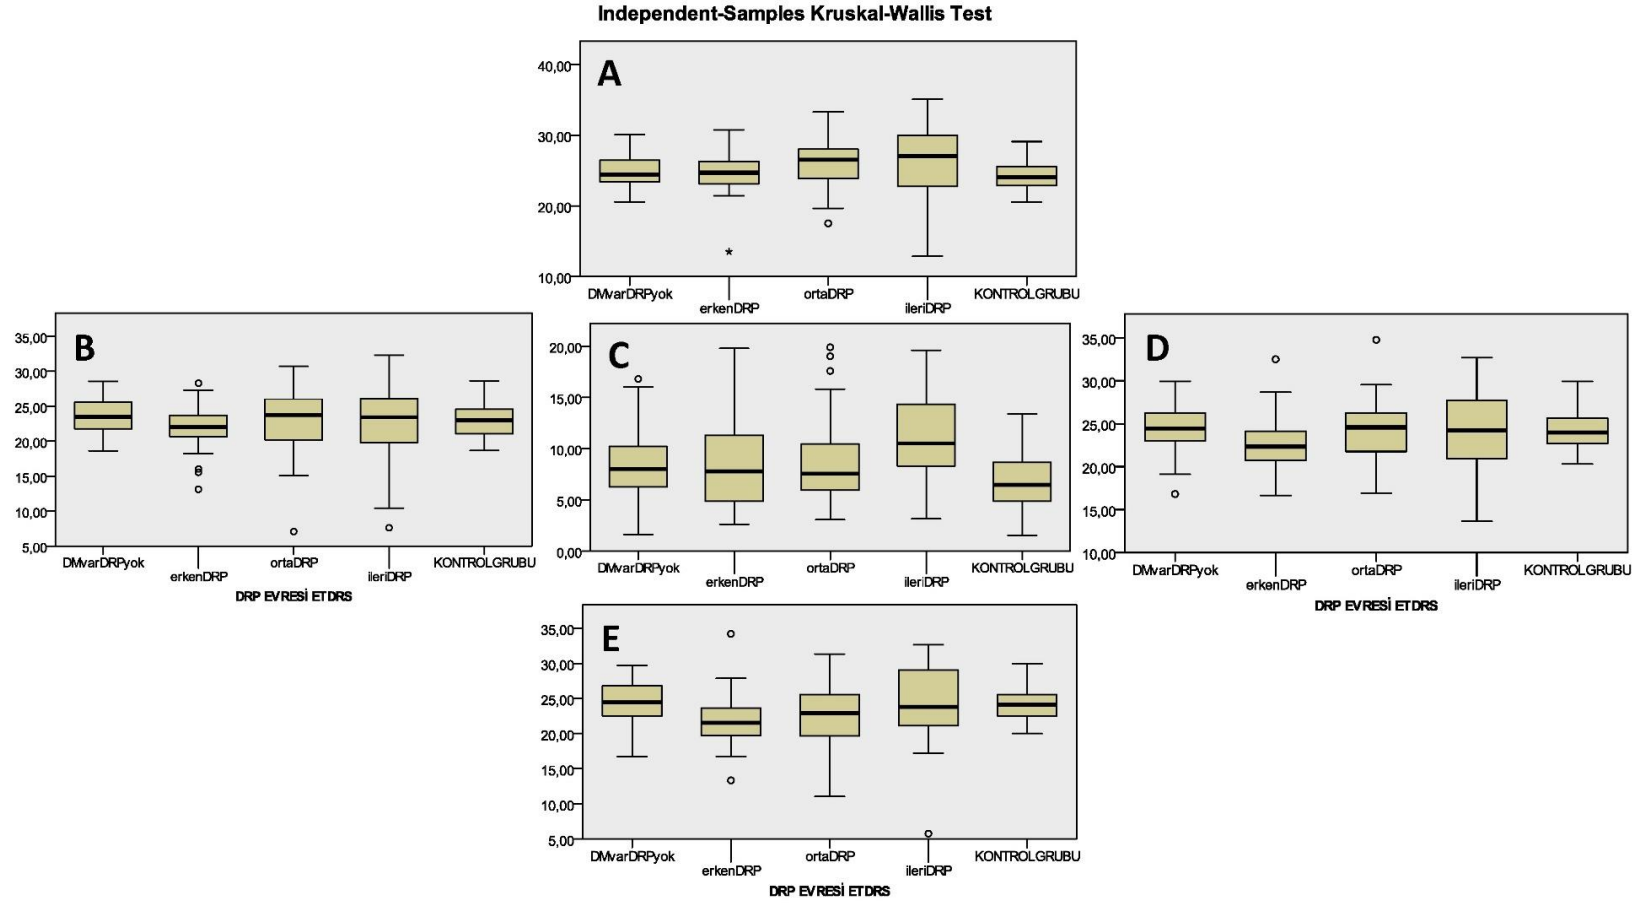 Independent-Samples Kruskal-Wallis Test
A
40,00
30,00
20,00
10,00
DMvarDRPyok
erkenDRP
ortaDRP
ileriDRP
KONTROLGRUBU
B
35,00
30,00
25,00
20,00
15,00
10,00
5,00
DMvarDRPyok
erkenDRP
ortaDRP
ileriDRP
KONTROLGRUBU
DRP EVRESİ ETDRS
C
20,00
15,00
10,00
5,00
0,00
DMvarDRPyok
erkenDRP
ortaDRP
ileriDRP
KONTROLGRUBU
D
35,00
30,00
25,00
20,00
15,00
10,00
DMvarDRPyok
erkenDRP
ortaDRP
ileriDRP
KONTROLGRUBU
DRP EVRESİ ETDRS
E
35,00
30,00
25,00
20,00
15,00
10,00
5,00
DMvarDRPyok
erkenDRP
ortaDRP
ileriDRP
KONTROLGRUBU
DRP EVRESİ ETDRS